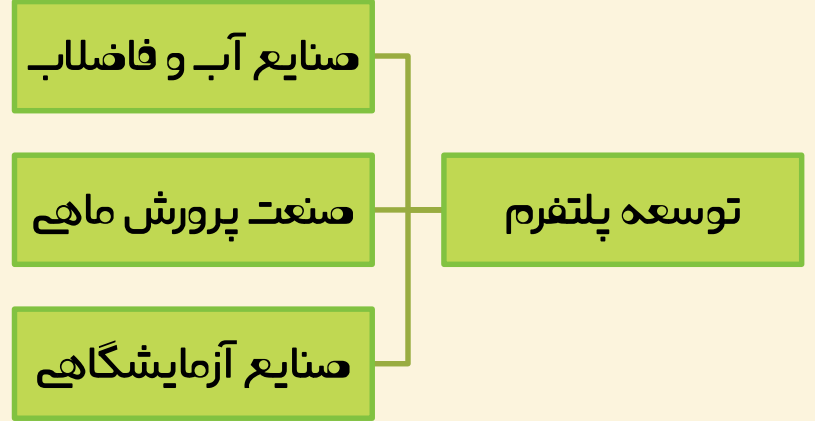 توسعه پلتفرم
صنایع آب و فاضلاب
صنعت پرورش ماهی
صنایع آزمایشگاهی